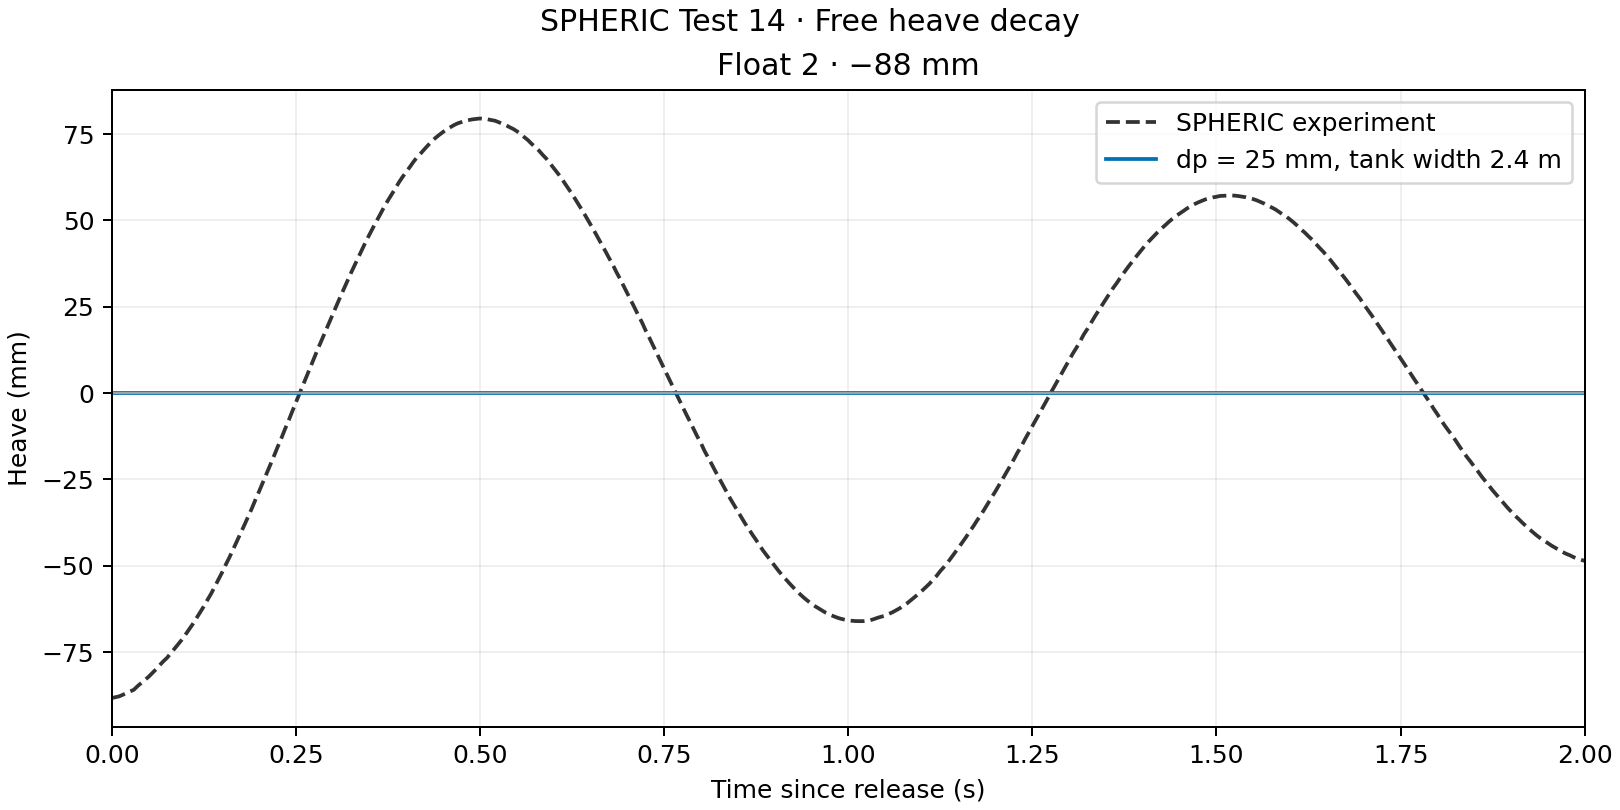 SPHERIC Test 14 · Free heave decay
Float 2 · −88 mm
SPHERIC experiment
dp = 25 mm, tank width 2.4 m
Heave (mm)
75
50
25
0
−25
−50
−75
0.00 0.25 0.50 0.75 1.00 1.25 1.50 1.75 2.00
Time since release (s)